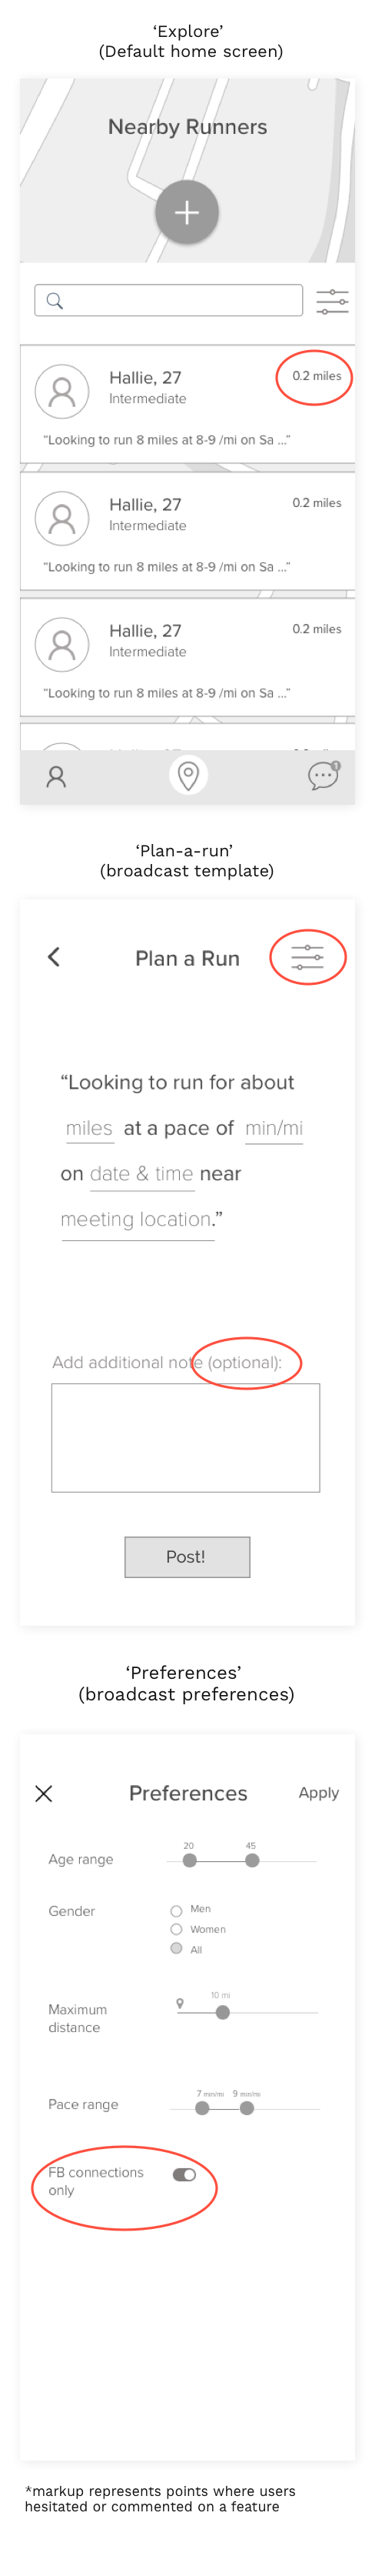 ‘Explore’
(Default home screen)
Nearby Runners
Hallie, 27
0.2 miles
Intermediate
“Looking to run 8 miles at 8-9 /mi on Sa ...”
Hallie, 27
0.2 miles
Intermediate
“Looking to run 8 miles at 8-9 /mi on Sa ...”
Hallie, 27
0.2 miles
Intermediate
“Looking to run 8 miles at 8-9 /mi on Sa ...”
1
‘Plan-a-run’
(broadcast template)
Plan a Run
“Looking to run for about
miles at a pace of min/mi
on date & time near
meeting location.”
Add additional note (optional):
Post!
‘Preferences’
(broadcast preferences)
Preferences
Apply
20 45
Age range
Gender
Men
Women
All
10 mi
Maximum
distance
7 min/mi 9 min/mi
Pace range
FB connections
only
*markup represents points where users
hesitated or commented on a feature